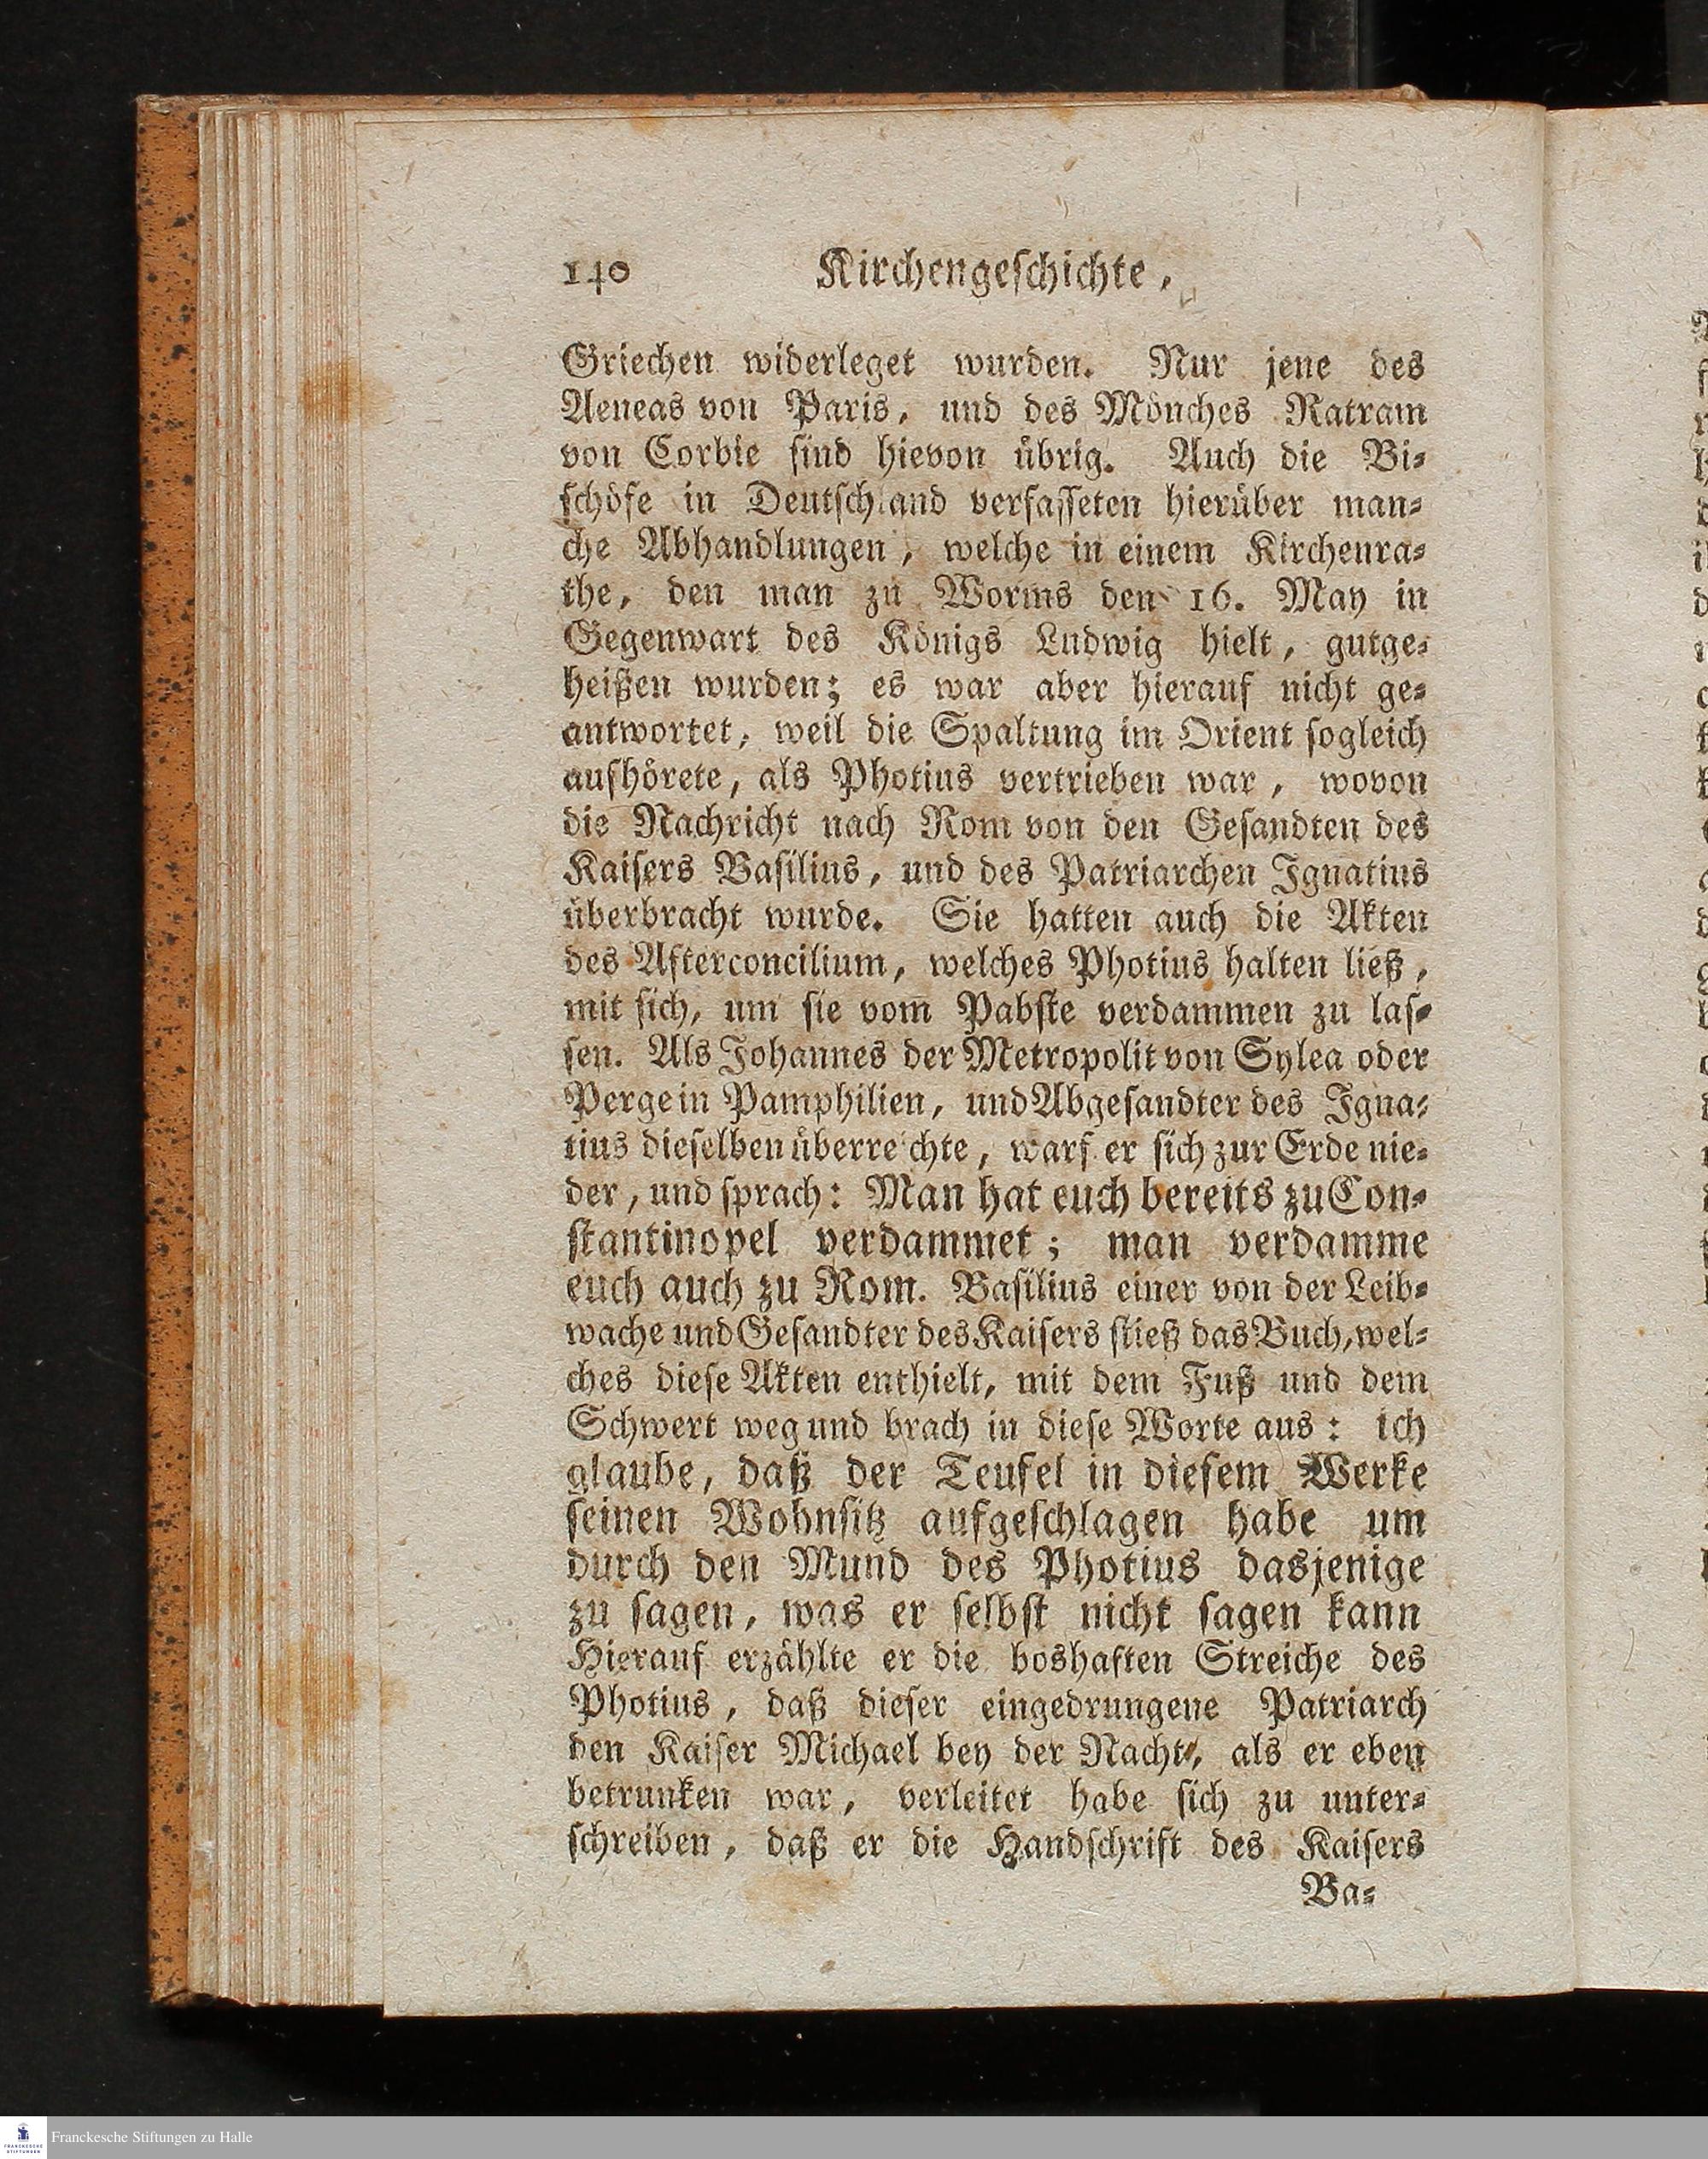 140 Kirchengeschichte,
Griechen widerleget wurden. Nur jene des
Aeneas von Paris, und des Mönches Ratram
von Corbie sind hievon übrig. Auch die Bi-
schöfe in Deutschland verfasseten hierüber man-
che Abhandlungen, welche in einem Kirchenra-
the, den man zu Worms den 16. May in
Gegenwart des Königs Ludwig hielt, gutge-
heißen wurden; es war aber hierauf nicht ge-
antwortet, weil die Spaltung im Orient sogleich
aufhörete, als Photius vertrieben war, wovon
die Nachricht nach Rom von den Gesandten des
Kaisers Basilius, und des Patriarchen Ignatius
überbracht wurde. Sie hatten auch die Akten
des Afterconcilium, welches Photius halten ließ,
mit sich, um sie vom̄ Pabste verdammen zu las-
sen. Als Johannes der Metropolit von Sylea oder
Perge in Pamphilien, und Abgesandter des Igna-
tius dieselben überreichte, warf er sich zur Erde nie-
der, und sprach: Man hat euch bereits zu Con-
stantinopel verdammet; man verdamme
euch auch zu Rom. Basilius einer von der Leib-
wache und Gesandter des Kaisers stieß das Buch, wel-
ches diese Akten enthielt, mit dem Fuß und dem
Schwert weg und brach in diese Worte aus: ich
glaube, daß der Teufel in diesem Werke
seinen Wohnsitz aufgeschlagen habe um
durch den Mund des Photius dasjenige
zu sagen, was er selbst nicht sagen kann
Hierauf erzählte er die boshaften Streiche des
Photius, daß dieser eingedrungene Patriarch
den Kaiser Michael bey der Nacht, als er eben
betrunken war, verleitet habe sich zu unter-
schreiben, daß er die Handschrift des Kaisers
Ba-
Franckesche Stiftungen zu Halle
FRANCKESCHE
STIFTUNGEN